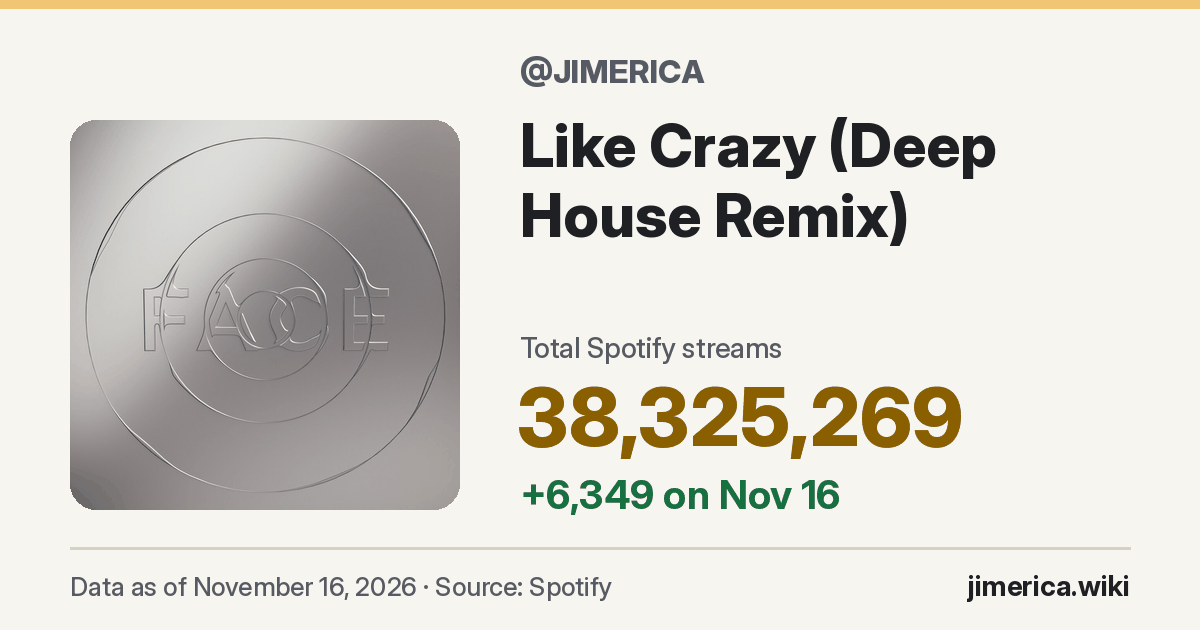 @JIMERICA
Like Crazy (Deep
House Remix)
FACE
Total Spotify streams
38,325,269
+6,349 on Nov 16
Data as of November 16, 2026 · Source: Spotify
jimerica.wiki